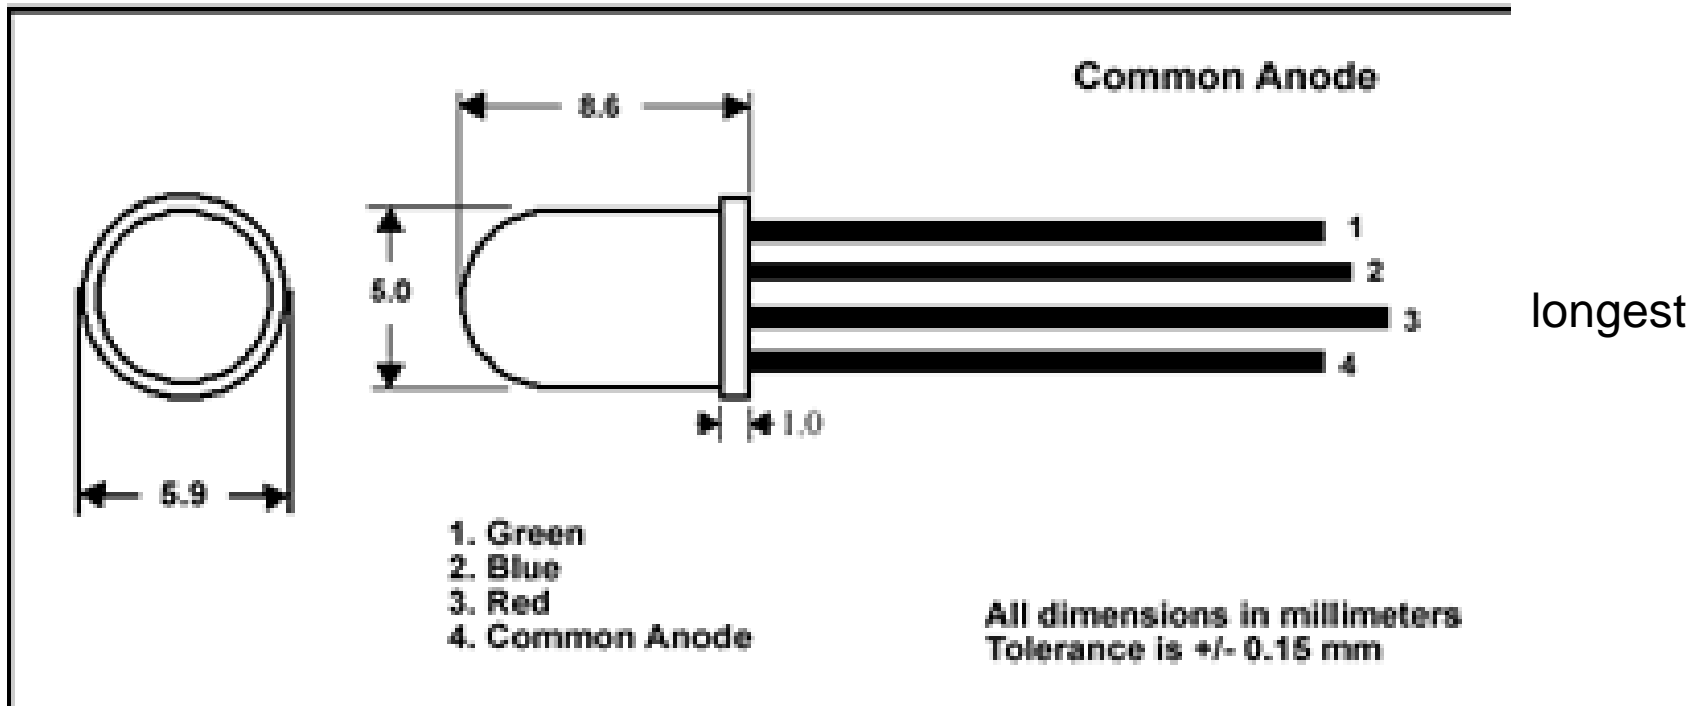 Common Anode
8.6
1
2
5.0
3
longest
4
1.0
5.9
1. Green
2. Blue
3. Red
4. Common Anode
All dimensions in millimeters
Tolerance is +/- 0.15 mm